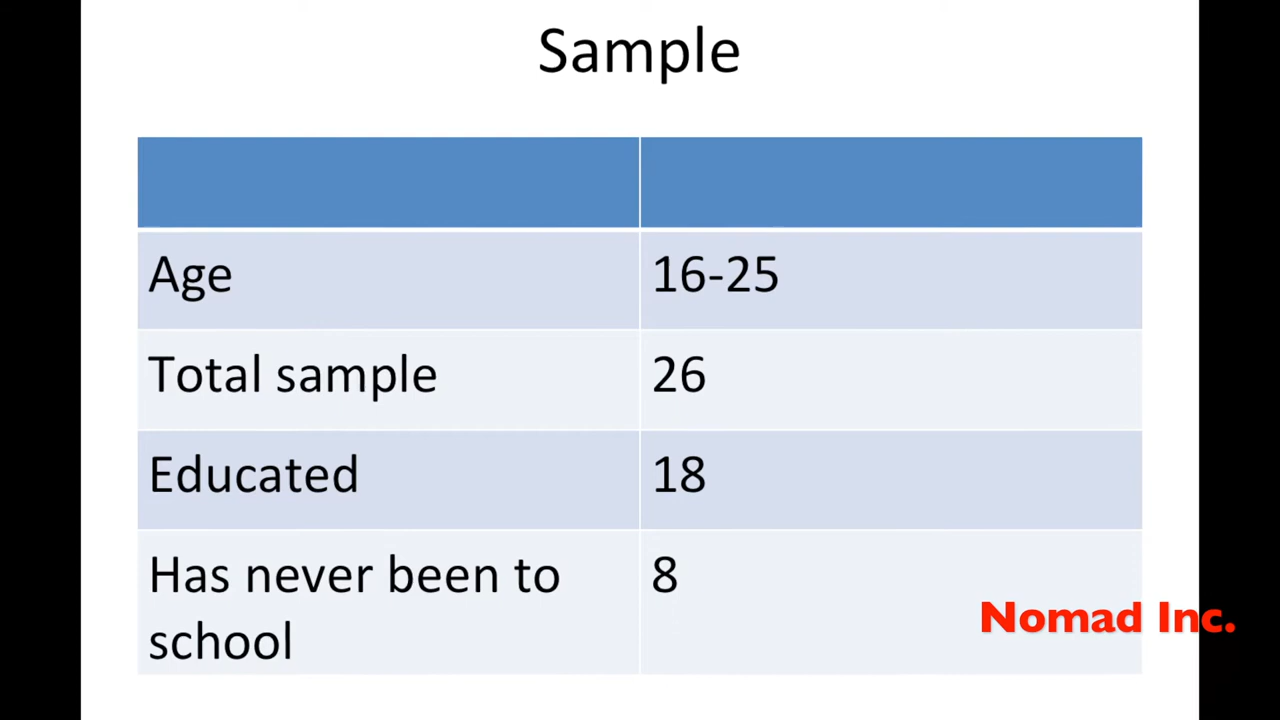 Sample
Age 16-25
Total sample 26
Educated 18
Has never been to 8
school
Nomad Inc.